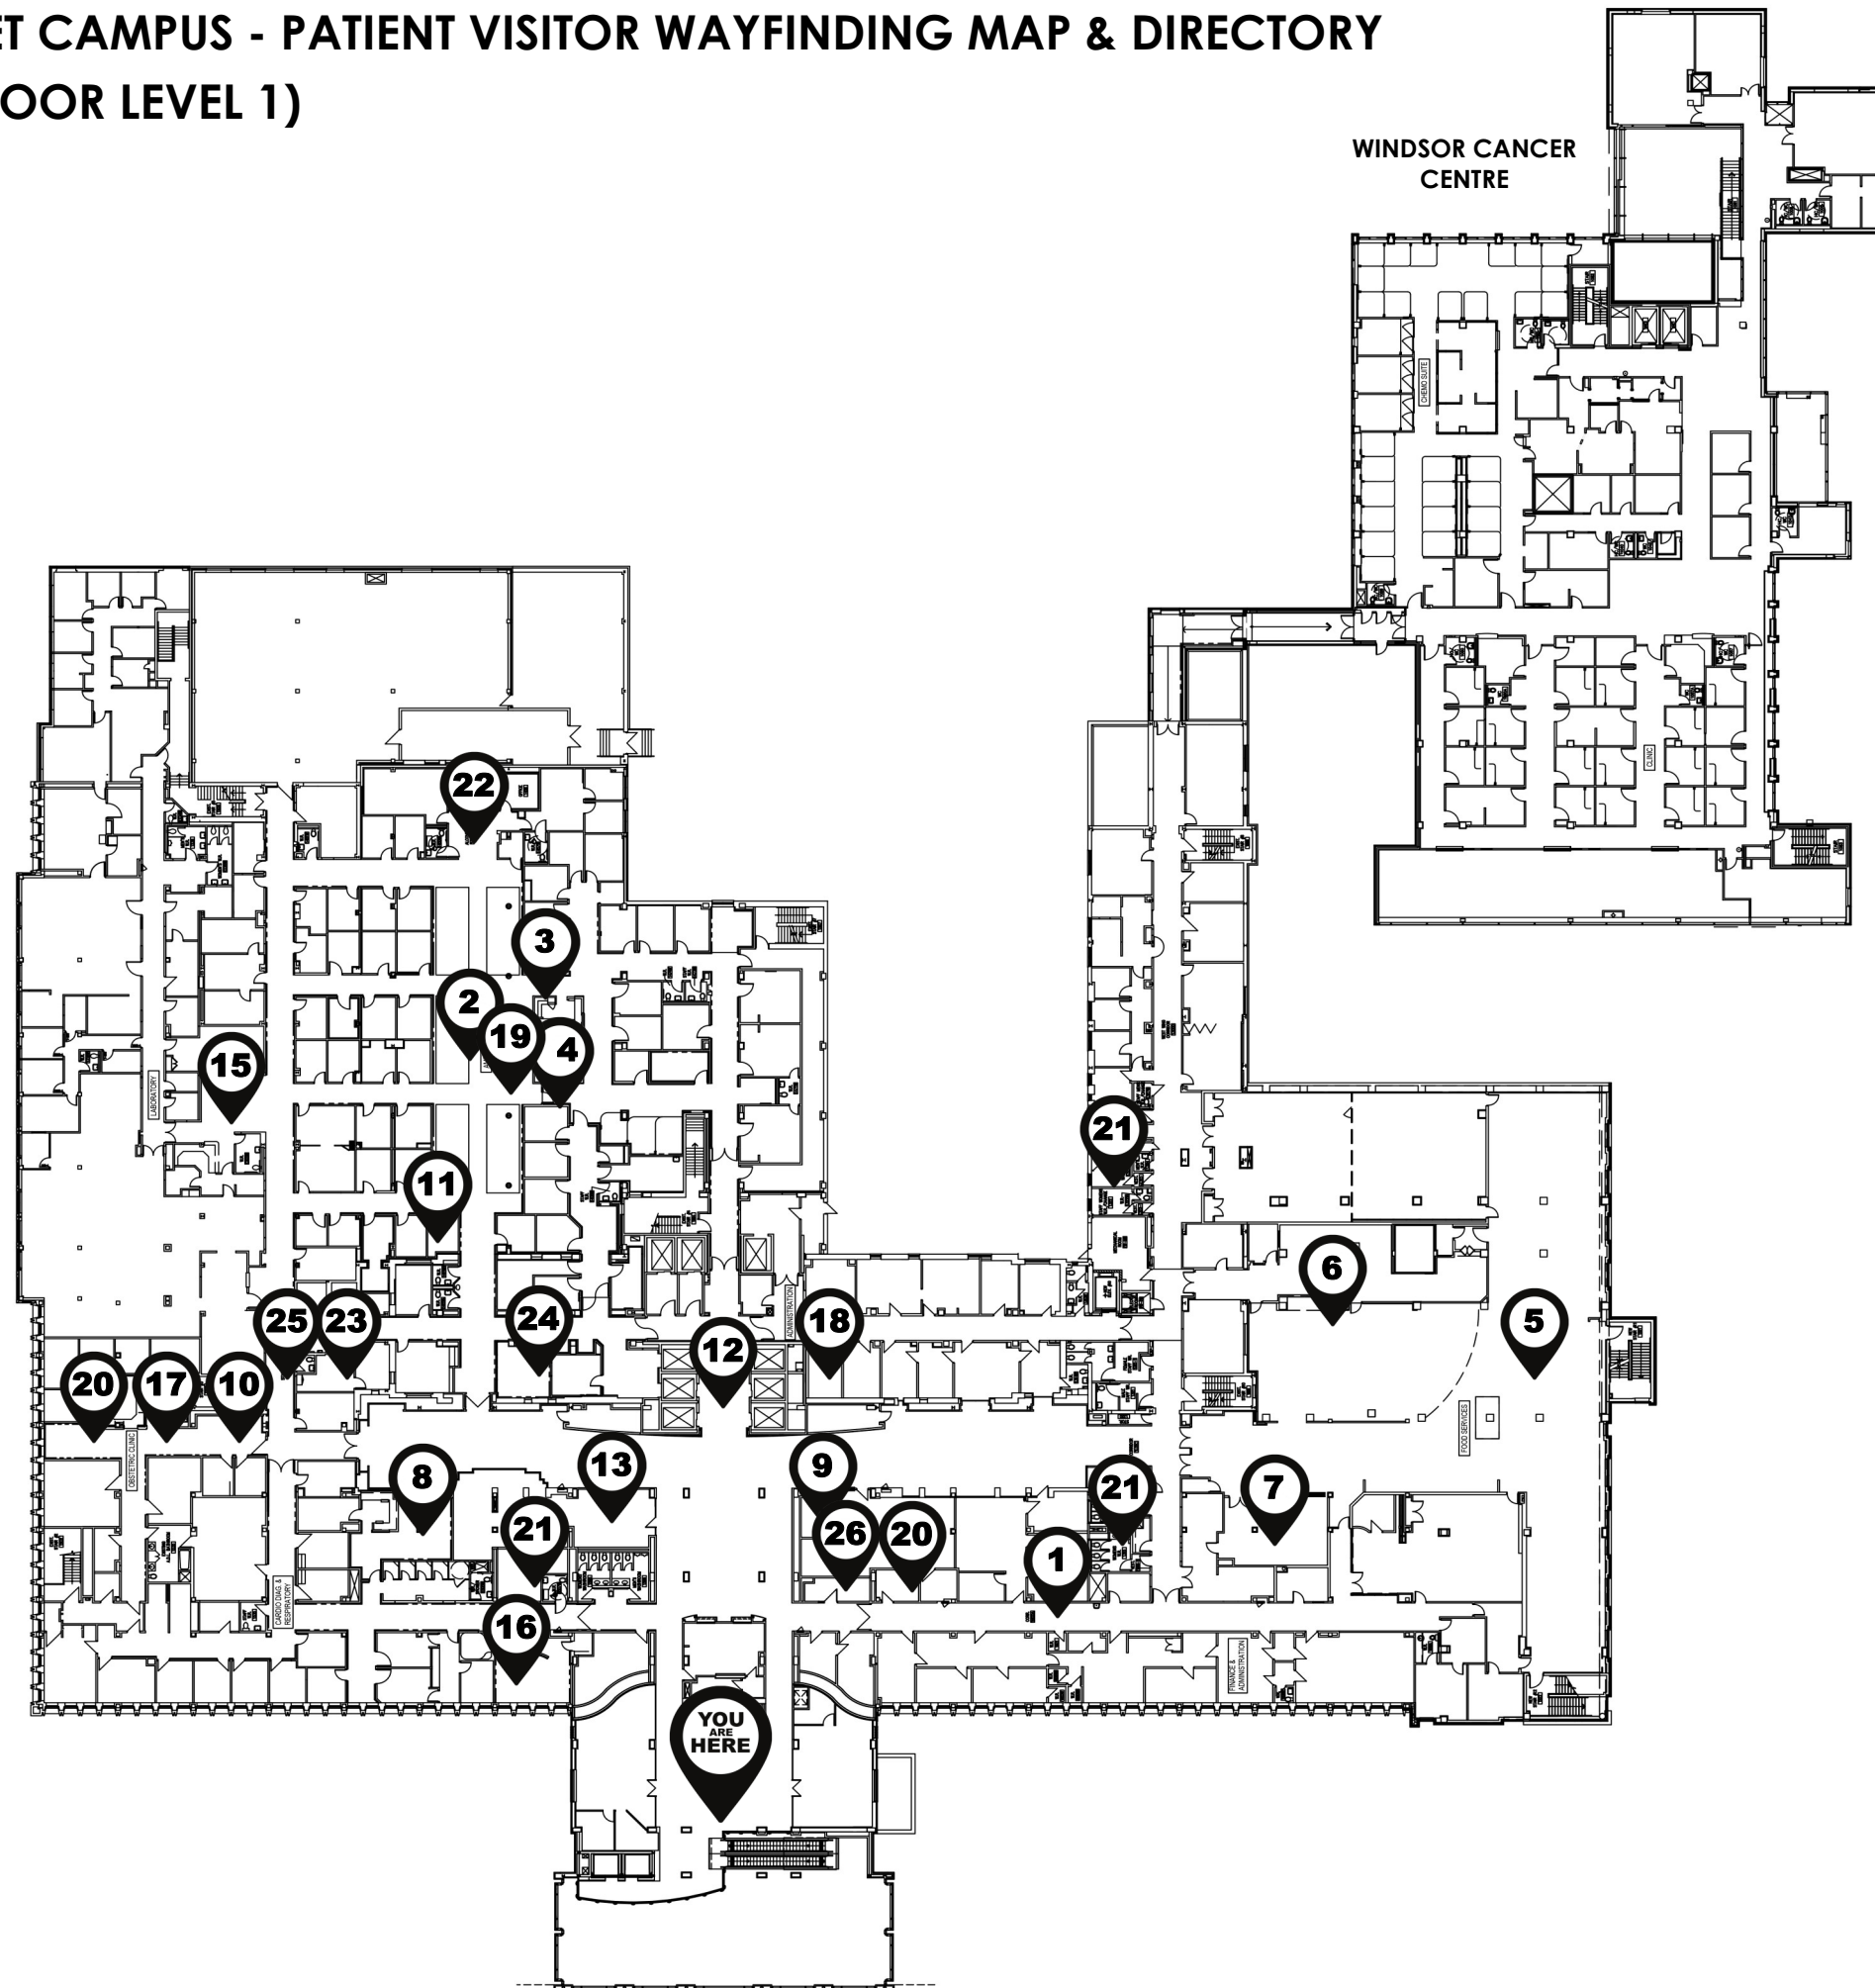 ET CAMPUS - PATIENT VISITOR WAYFINDING MAP & DIRECTORY
OOR LEVEL 1)
WINDSOR CANCER
CENTRE
CHEMO SUITE
CLINIC
22
3
2
19
4
15
LABORATORY
11
21
6
5
25
23
24
12
ADMINISTRATION
18
20
17
10
OBSTETRIC CLINIC
8
13
9
21
7
FOOD SERVICES
21
26
20
1
CARDIO DIAG. &
RESPIRATORY
16
FINANCE &
ADMINISTRATION
YOU
ARE
HERE